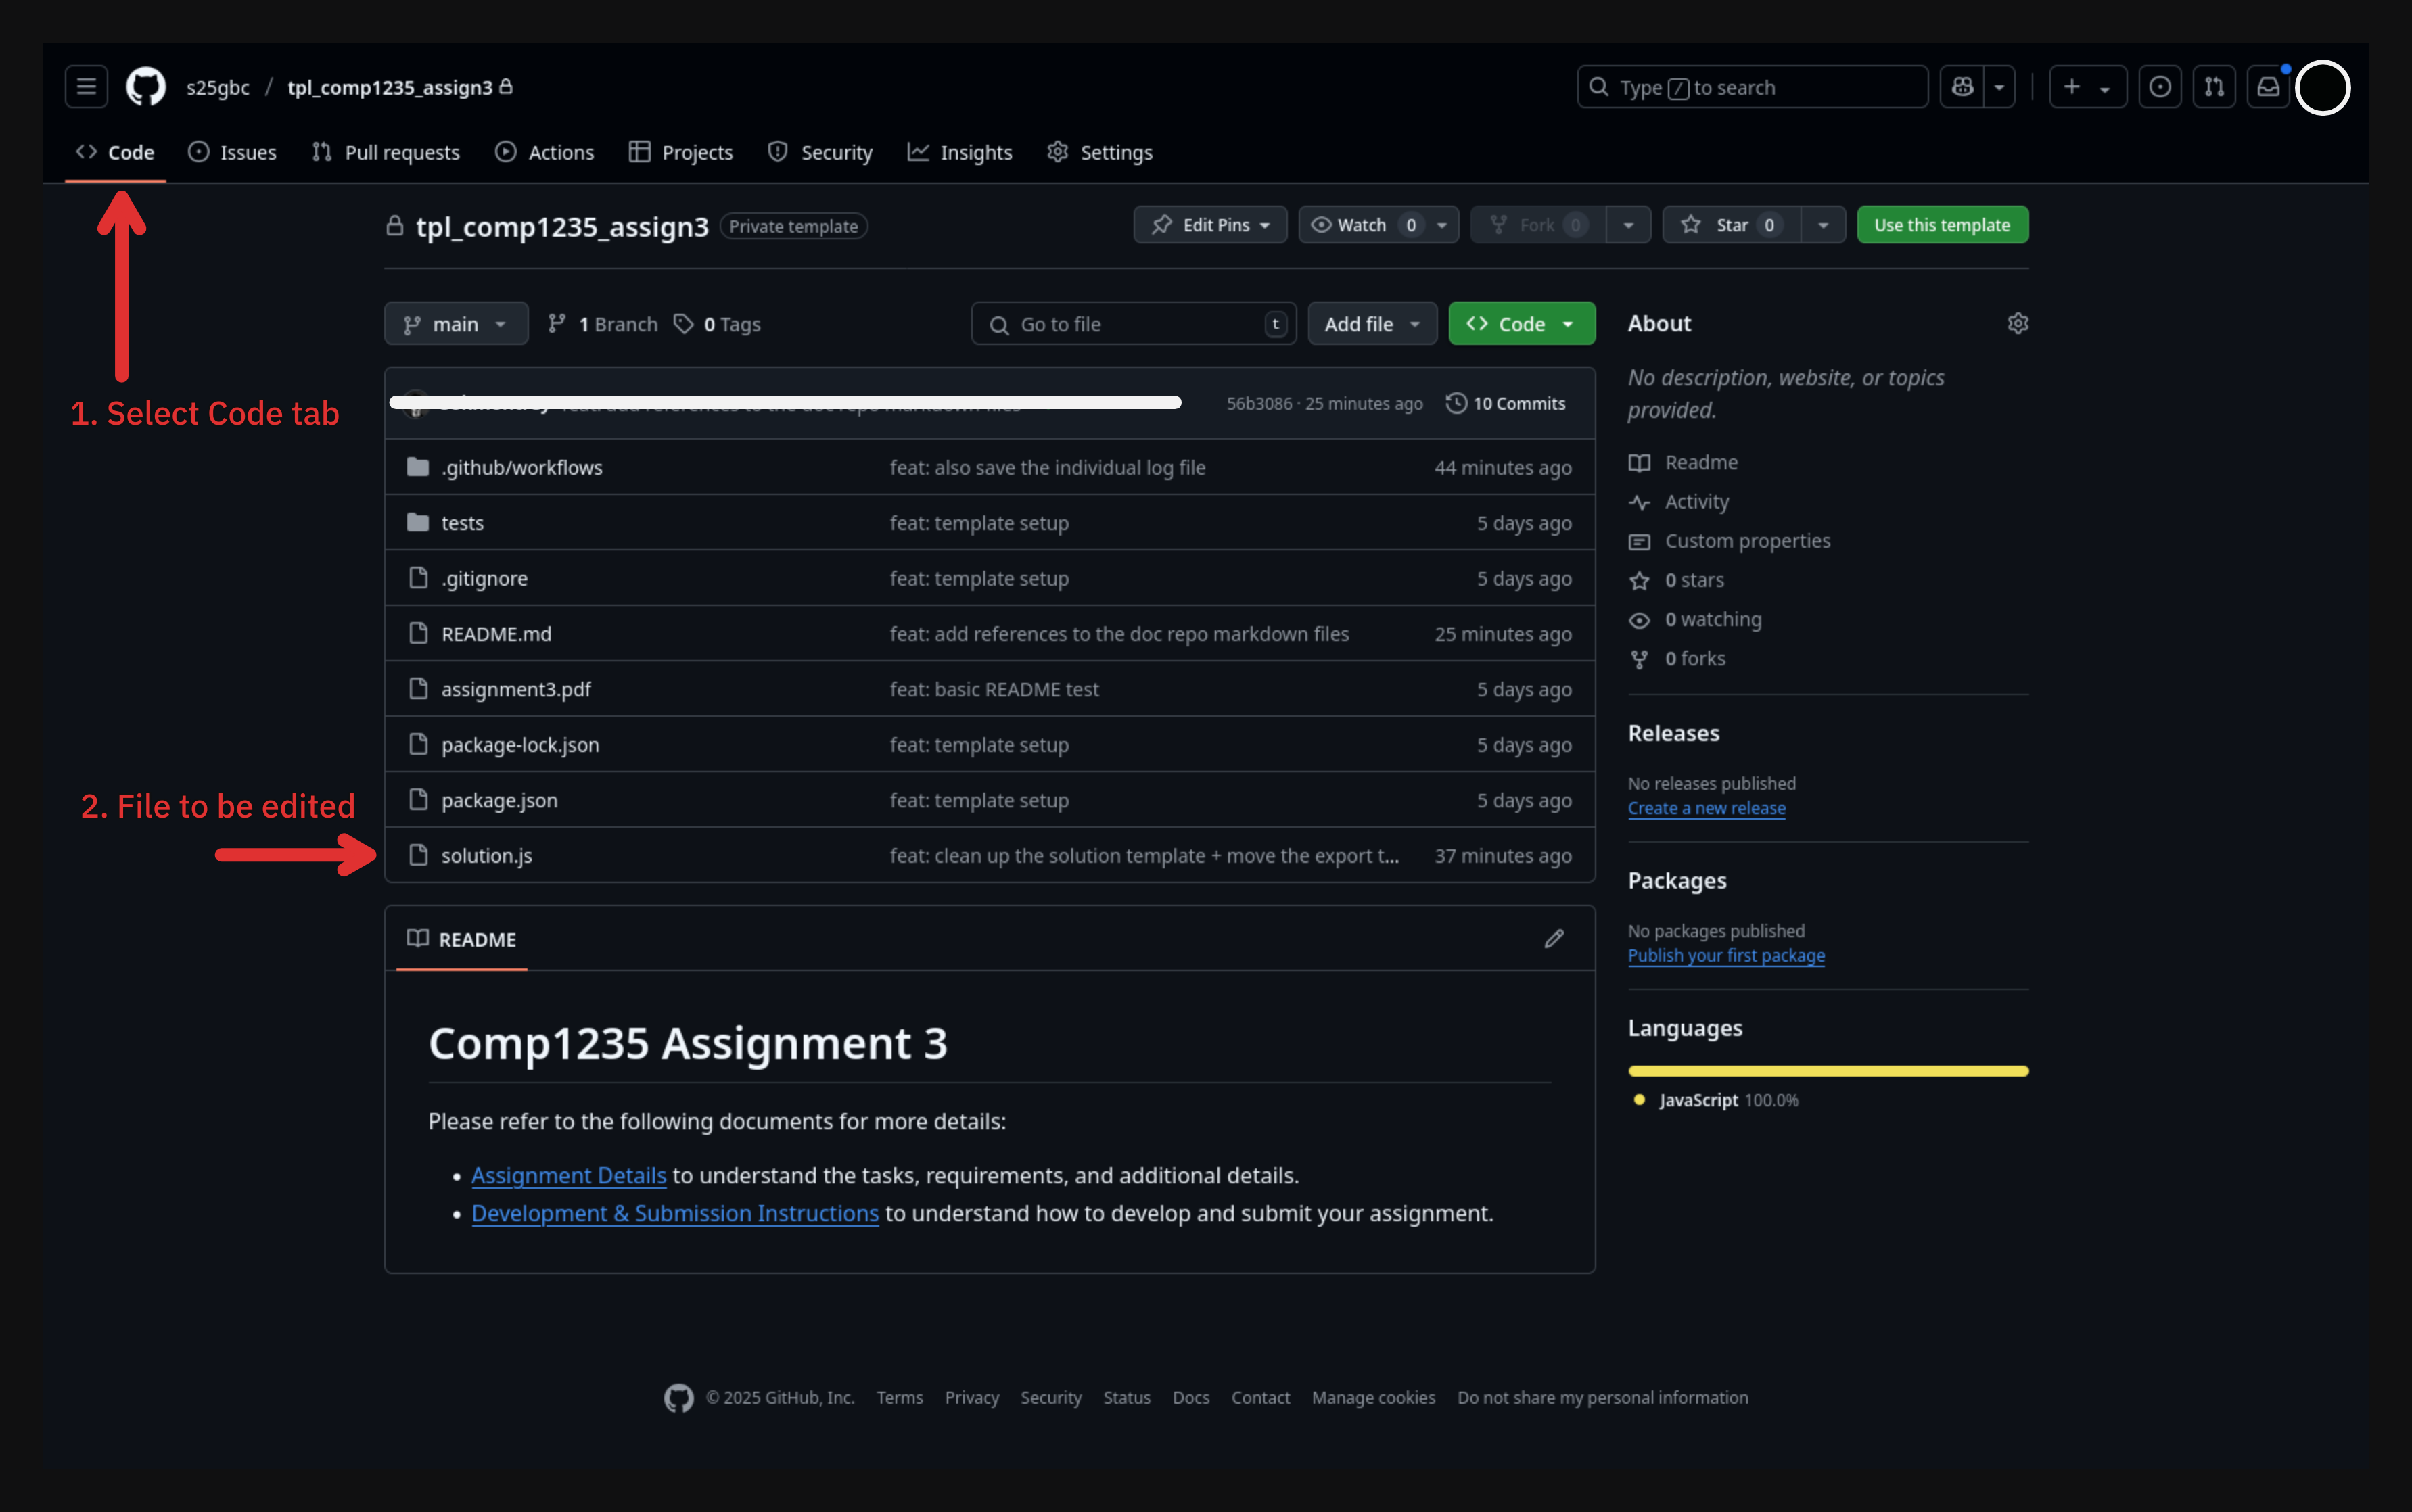 s25gbc / tpl_comp1235_assign3
Type / to search
Code Issues Pull requests Actions Projects Security Insights Settings
tpl_comp1235_assign3 Private template
Edit Pins Watch 0 Fork 0 Star 0 Use this template
main 1 Branch 0 Tags Go to file t Add file Code
1. Select Code tab
56b3086 · 25 minutes ago 10 Commits
.github/workflows feat: also save the individual log file 44 minutes ago
tests feat: template setup 5 days ago
.gitignore feat: template setup 5 days ago
README.md feat: add references to the doc repo markdown files 25 minutes ago
assignment3.pdf feat: basic README test 5 days ago
package-lock.json feat: template setup 5 days ago
package.json feat: template setup 5 days ago
2. File to be edited
solution.js feat: clean up the solution template + move the export t... 37 minutes ago
README
Comp1235 Assignment 3
Please refer to the following documents for more details:
• Assignment Details to understand the tasks, requirements, and additional details.
• Development & Submission Instructions to understand how to develop and submit your assignment.
About
No description, website, or topics
provided.
Readme
Activity
Custom properties
0 stars
0 watching
0 forks
Releases
No releases published
Create a new release
Packages
No packages published
Publish your first package
Languages
JavaScript 100.0%
© 2025 GitHub, Inc. Terms Privacy Security Status Docs Contact Manage cookies Do not share my personal information